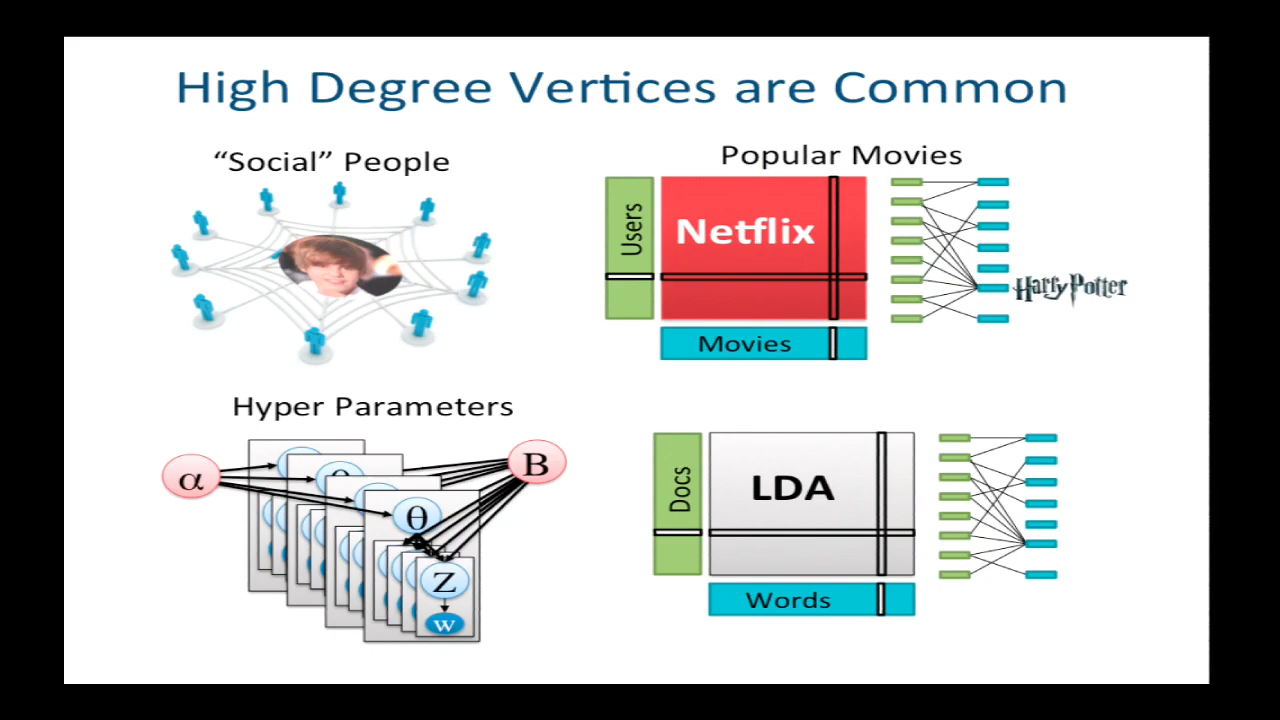 High Degree Vertices are Common
“Social” People
Popular Movies
Users
Netflix
Movies
Harry Potter
Hyper Parameters
α
B
θ
Z
w
Docs
LDA
Words